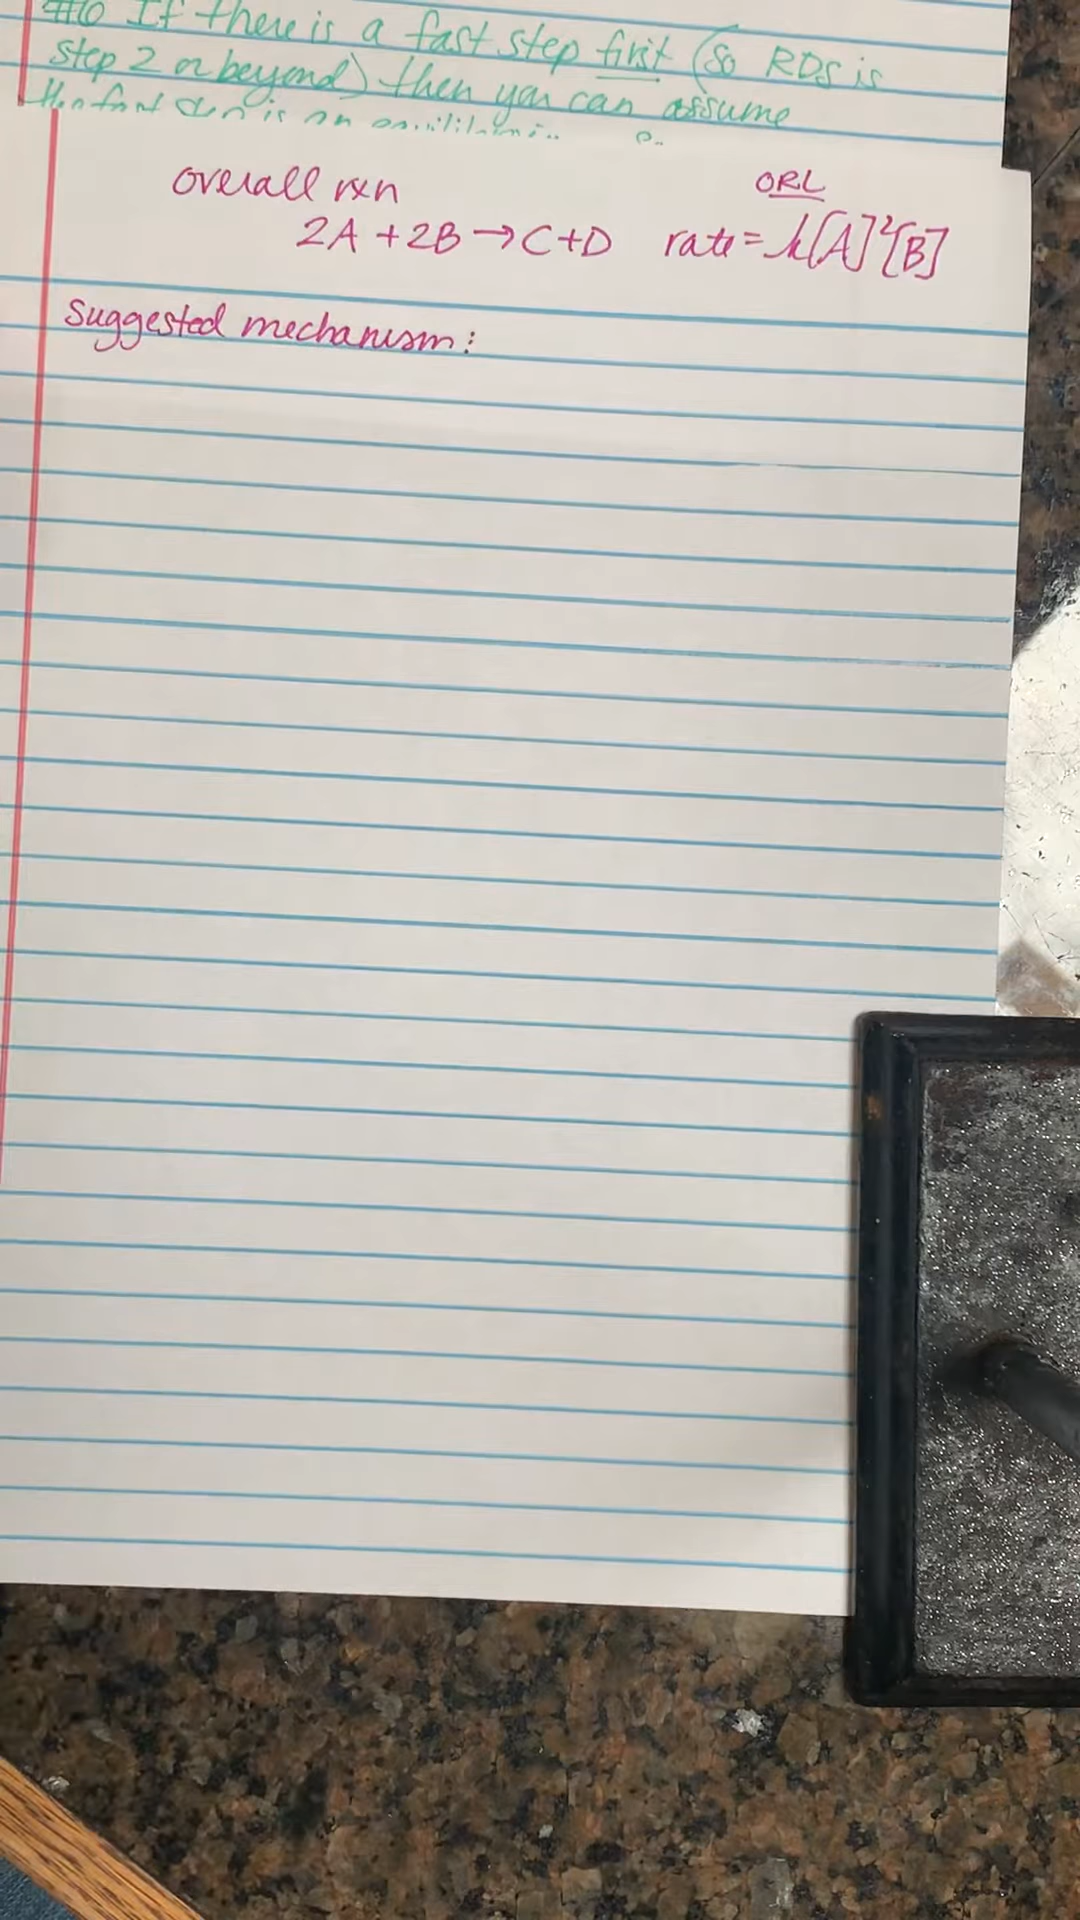 #6 If there is a fast step first (so RDS is
step 2 or beyond) then you can assume
overall rxn
ORL
2A + 2B → C + D rate = k[A]²[B]
Suggested mechanism: